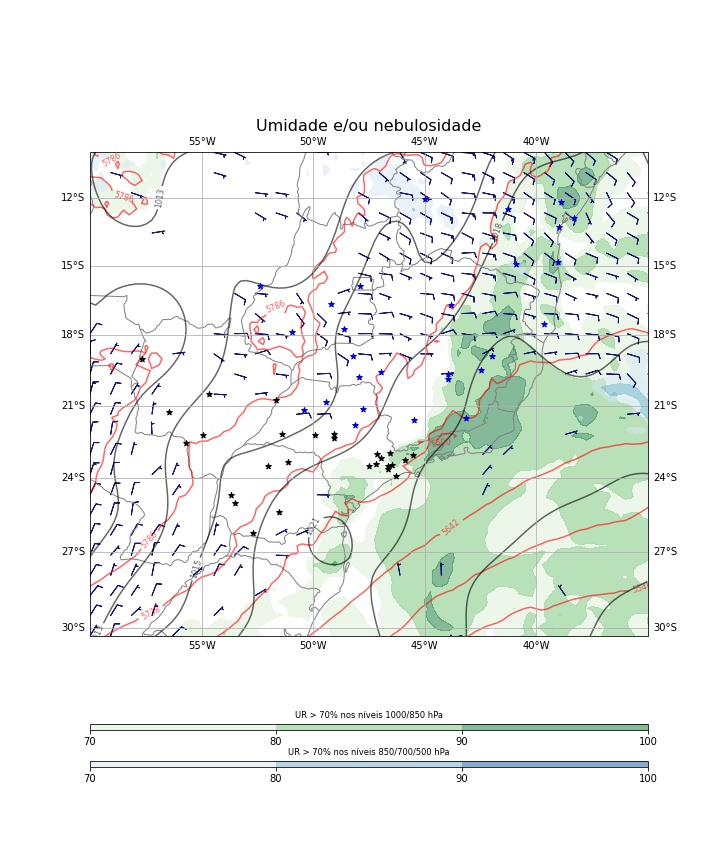 Umidade e/ou nebulosidade
55°W 50°W 45°W 40°W
5786
5786
1013
12°S 12°S
15°S 15°S
5786
18°S 18°S
21°S 21°S
24°S 24°S
5642
27°S 27°S
1015
30°S 30°S
55°W 50°W 45°W 40°W
UR > 70% nos níveis 1000/850 hPa
70 80 90 100
UR > 70% nos níveis 850/700/500 hPa
70 80 90 100